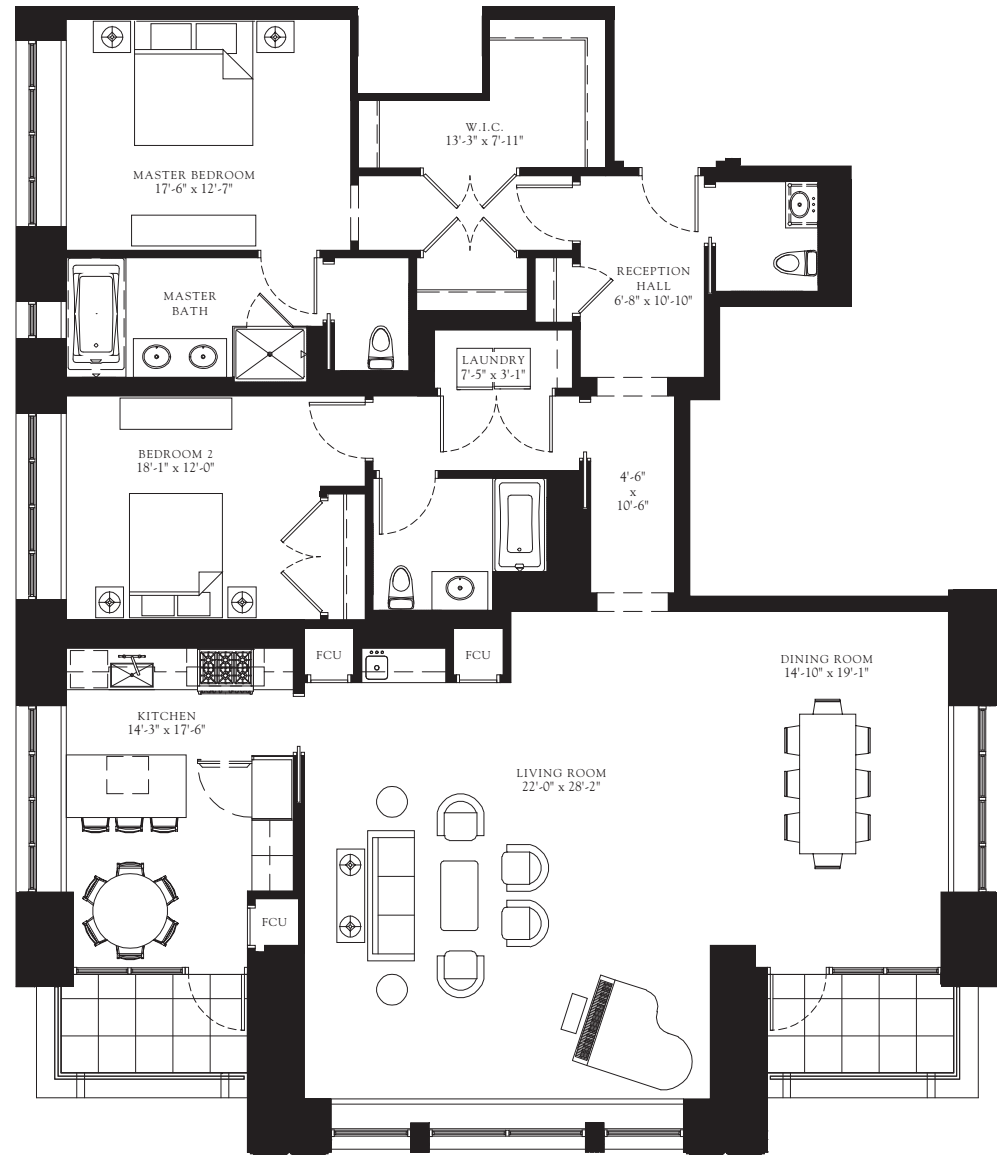 W.I.C.
13'-3" x 7'-11"
MASTER BEDROOM
17'-6" x 12'-7"
RECEPTION
HALL
6'-8" x 10'-10"
MASTER
BATH
LAUNDRY
7'-5" x 3'-1"
BEDROOM 2
18'-1" x 12'-0"
4'-6"
x
10'-6"
FCU
FCU
DINING ROOM
14'-10" x 19'-1"
KITCHEN
14'-3" x 17'-6"
LIVING ROOM
22'-0" x 28'-2"
FCU